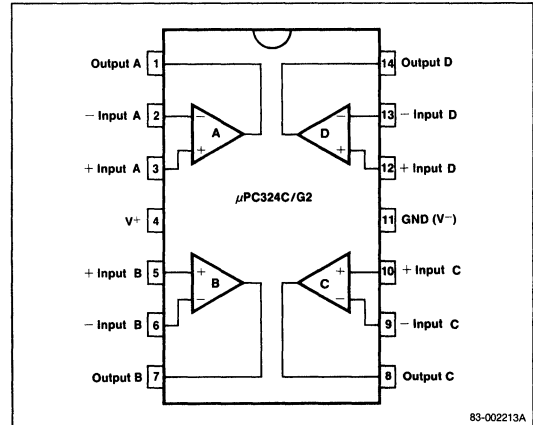 Output A 1
14 Output D
− Input A 2
−
−
13 − Input D
A
D
+ Input A 3
+
+
12 + Input D
μPC324C/G2
V+ 4
11 GND (V−)
+ Input B 5
+
+
10 + Input C
B
C
− Input B 6
−
−
9 − Input C
Output B 7
8 Output C
83-002213A